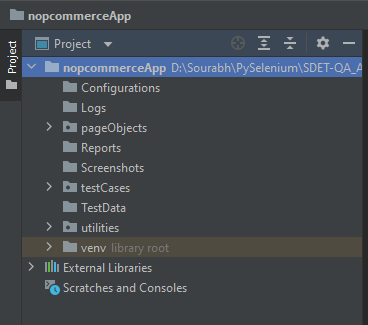 nopcommerceApp
Project
Project
nopcommerceApp D:\Sourabh\PySelenium\SDET-QA_A
Configurations
Logs
pageObjects
Reports
Screenshots
testCases
TestData
utilities
venv library root
External Libraries
Scratches and Consoles